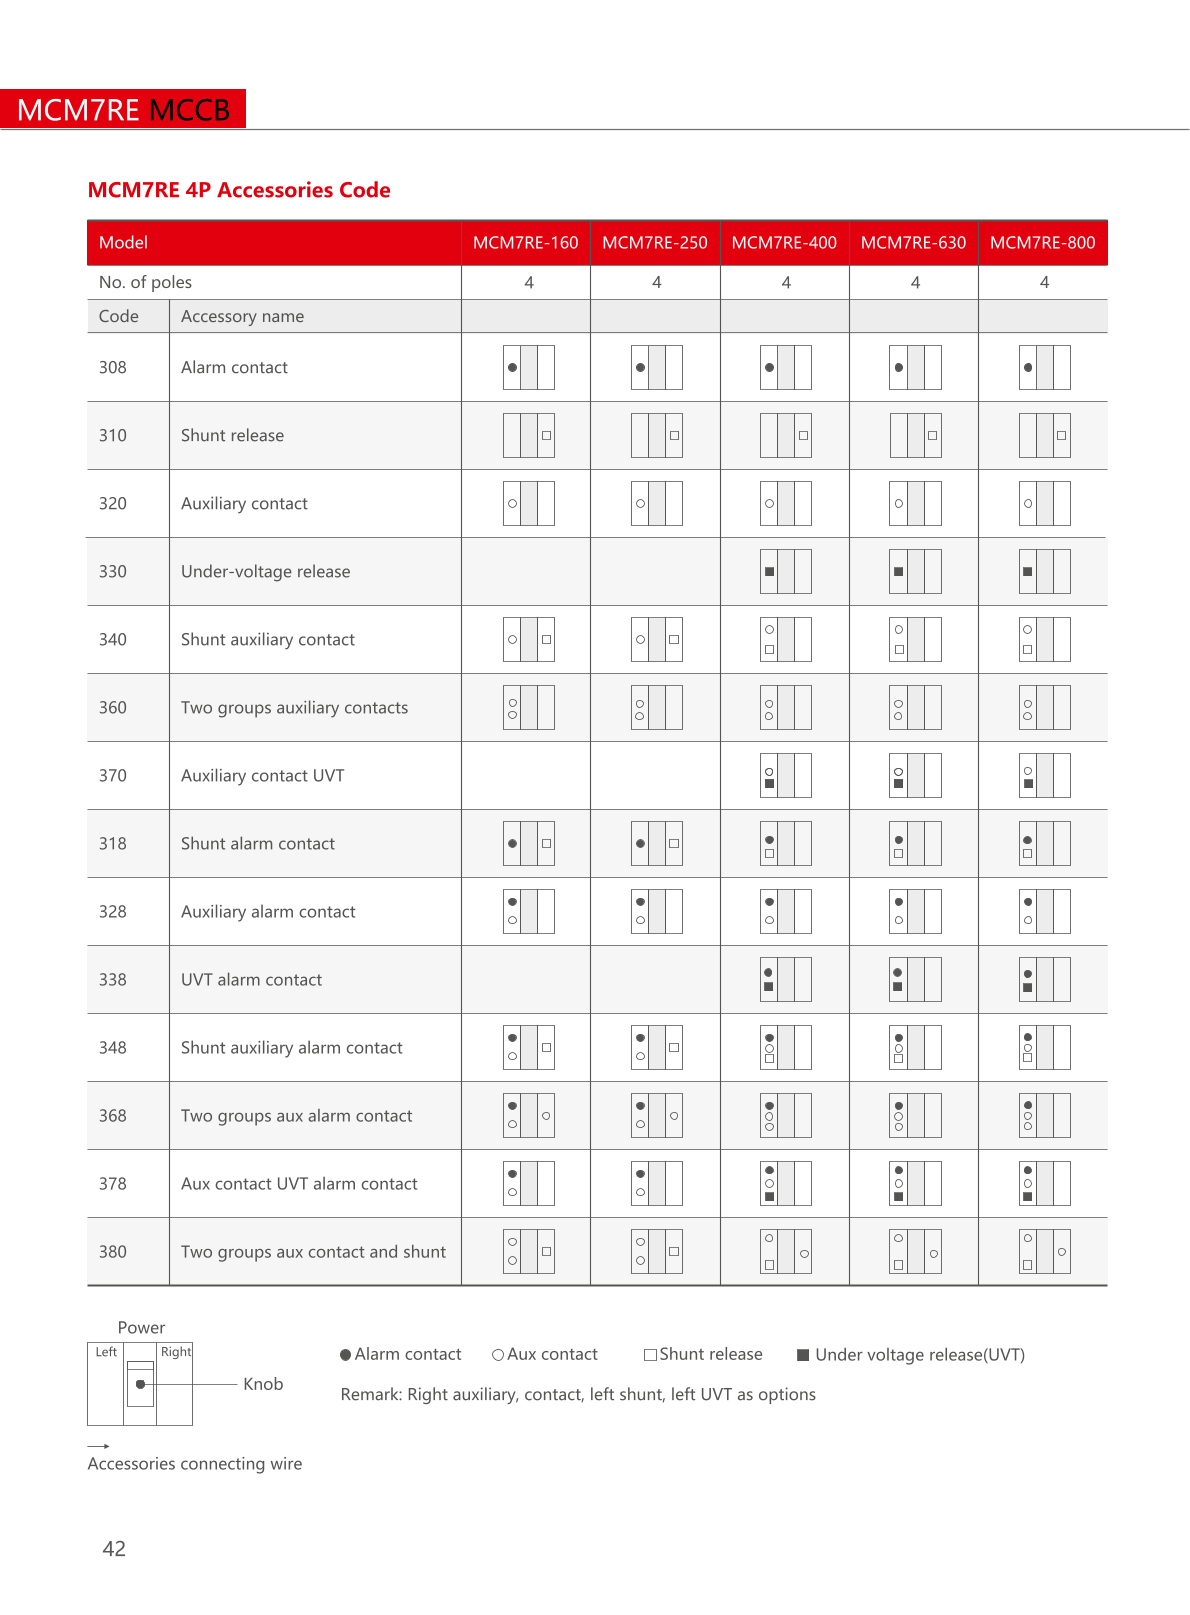 MCM7RE MCCB
MCM7RE 4P Accessories Code
Model MCM7RE-160 MCM7RE-250 MCM7RE-400 MCM7RE-630 MCM7RE-800
No. of poles 4 4 4 4 4
Code Accessory name
308 Alarm contact
310 Shunt release
320 Auxiliary contact
330 Under-voltage release
340 Shunt auxiliary contact
360 Two groups auxiliary contacts
370 Auxiliary contact UVT
318 Shunt alarm contact
328 Auxiliary alarm contact
338 UVT alarm contact
348 Shunt auxiliary alarm contact
368 Two groups aux alarm contact
378 Aux contact UVT alarm contact
380 Two groups aux contact and shunt
Power
Left Right
Knob
Accessories connecting wire
Alarm contact Aux contact Shunt release Under voltage release(UVT)
Remark: Right auxiliary, contact, left shunt, left UVT as options
42